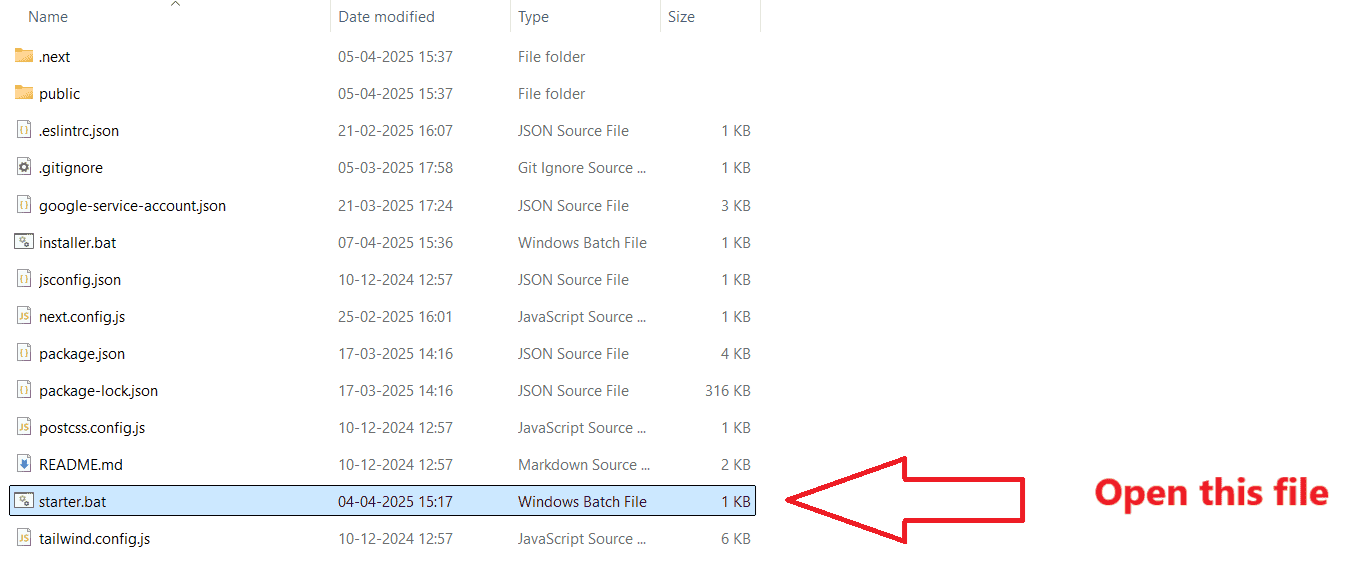 Name Date modified Type Size
.next 05-04-2025 15:37 File folder
public 05-04-2025 15:37 File folder
.eslintrc.json 21-02-2025 16:07 JSON Source File 1 KB
.gitignore 05-03-2025 17:58 Git Ignore Source ... 1 KB
google-service-account.json 21-03-2025 17:24 JSON Source File 3 KB
installer.bat 07-04-2025 15:36 Windows Batch File 1 KB
jsconfig.json 10-12-2024 12:57 JSON Source File 1 KB
next.config.js 25-02-2025 16:01 JavaScript Source ... 1 KB
package.json 17-03-2025 14:16 JSON Source File 4 KB
package-lock.json 17-03-2025 14:16 JSON Source File 316 KB
postcss.config.js 10-12-2024 12:57 JavaScript Source ... 1 KB
README.md 10-12-2024 12:57 Markdown Source ... 2 KB
starter.bat 04-04-2025 15:17 Windows Batch File 1 KB Open this file
tailwind.config.js 10-12-2024 12:57 JavaScript Source ... 6 KB